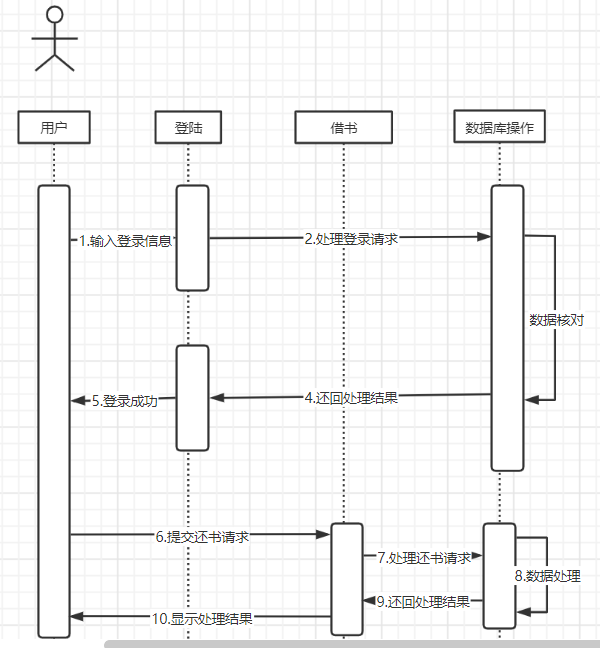 用户
登陆
借书
数据库操作
1.输入登录信息
2.处理登录请求
数据核对
4.还回处理结果
5.登录成功
6.提交还书请求
7.处理还书请求
8.数据处理
9.还回处理结果
10.显示处理结果